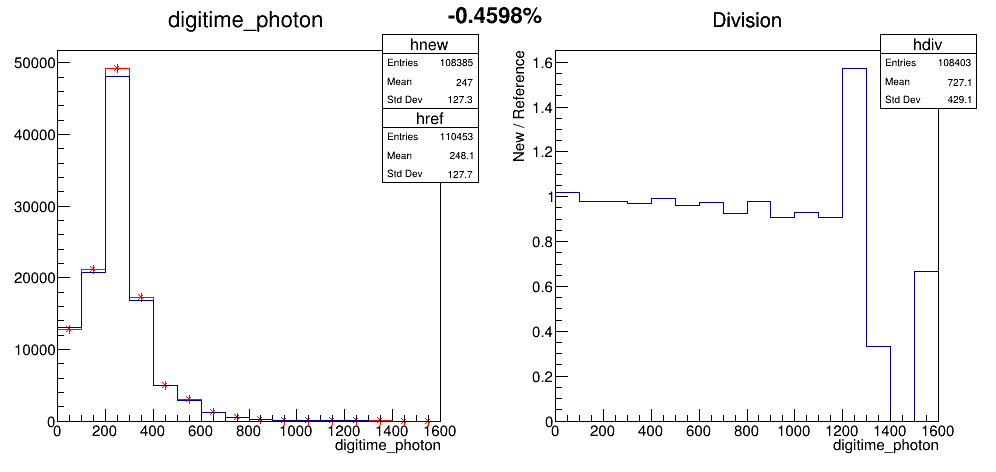 digitime_photon
-0.4598%
Division
hnew
Entries 108385
Mean 247
Std Dev 127.3
href
Entries 110453
Mean 248.1
Std Dev 127.7
50000
40000
30000
20000
10000
0
0 200 400 600 800 1000 1200 1400 1600
digitime_photon
hdiv
Entries 108403
Mean 727.1
Std Dev 429.1
New / Reference
1.6
1.4
1.2
1
0.8
0.6
0.4
0.2
0
0 200 400 600 800 1000 1200 1400 1600
digitime_photon